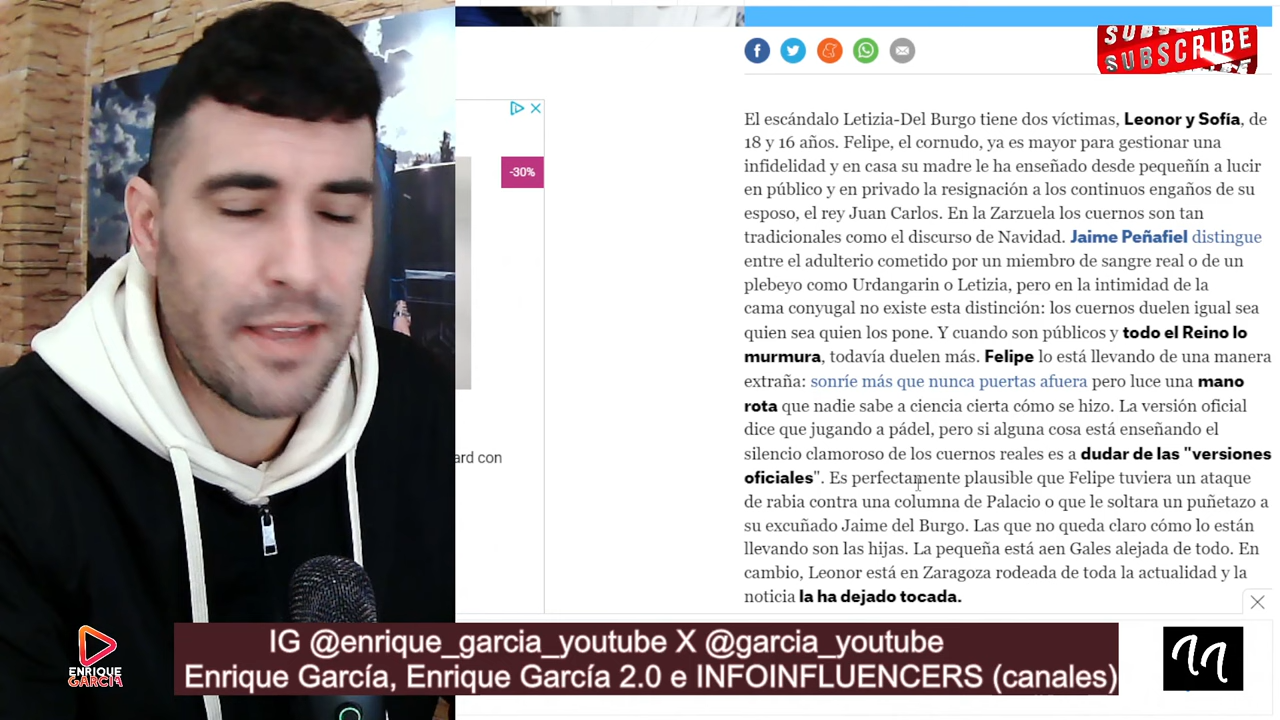 SUBSCRIBE
SUBSCRIBE
-30%
ard con
El escándalo Letizia-Del Burgo tiene dos víctimas, Leonor y Sofía, de
18 y 16 años. Felipe, el cornudo, ya es mayor para gestionar una
infidelidad y en casa su madre le ha enseñado desde pequeñín a lucir
en público y en privado la resignación a los continuos engaños de su
esposo, el rey Juan Carlos. En la Zarzuela los cuernos son tan
tradicionales como el discurso de Navidad. Jaime Peñafiel distingue
entre el adulterio cometido por un miembro de sangre real o de un
plebeyo como Urdangarin o Letizia, pero en la intimidad de la
cama conyugal no existe esta distinción: los cuernos duelen igual sea
quien sea quien los pone. Y cuando son públicos y todo el Reino lo
murmura, todavía duelen más. Felipe lo está llevando de una manera
extraña: sonríe más que nunca puertas afuera pero luce una mano
rota que nadie sabe a ciencia cierta cómo se hizo. La versión oficial
dice que jugando a pádel, pero si alguna cosa está enseñando el
silencio clamoroso de los cuernos reales es a dudar de las "versiones
oficiales". Es perfectamente plausible que Felipe tuviera un ataque
de rabia contra una columna de Palacio o que le soltara un puñetazo a
su excuñado Jaime del Burgo. Las que no queda claro cómo lo están
llevando son las hijas. La pequeña está aen Gales alejada de todo. En
cambio, Leonor está en Zaragoza rodeada de toda la actualidad y la
noticia la ha dejado tocada.
IG @enrique_garcia_youtube X @garcia_youtube
Enrique García, Enrique García 2.0 e INFOINFLUENCERS (canales)
ENRIQUE
GARCÍA